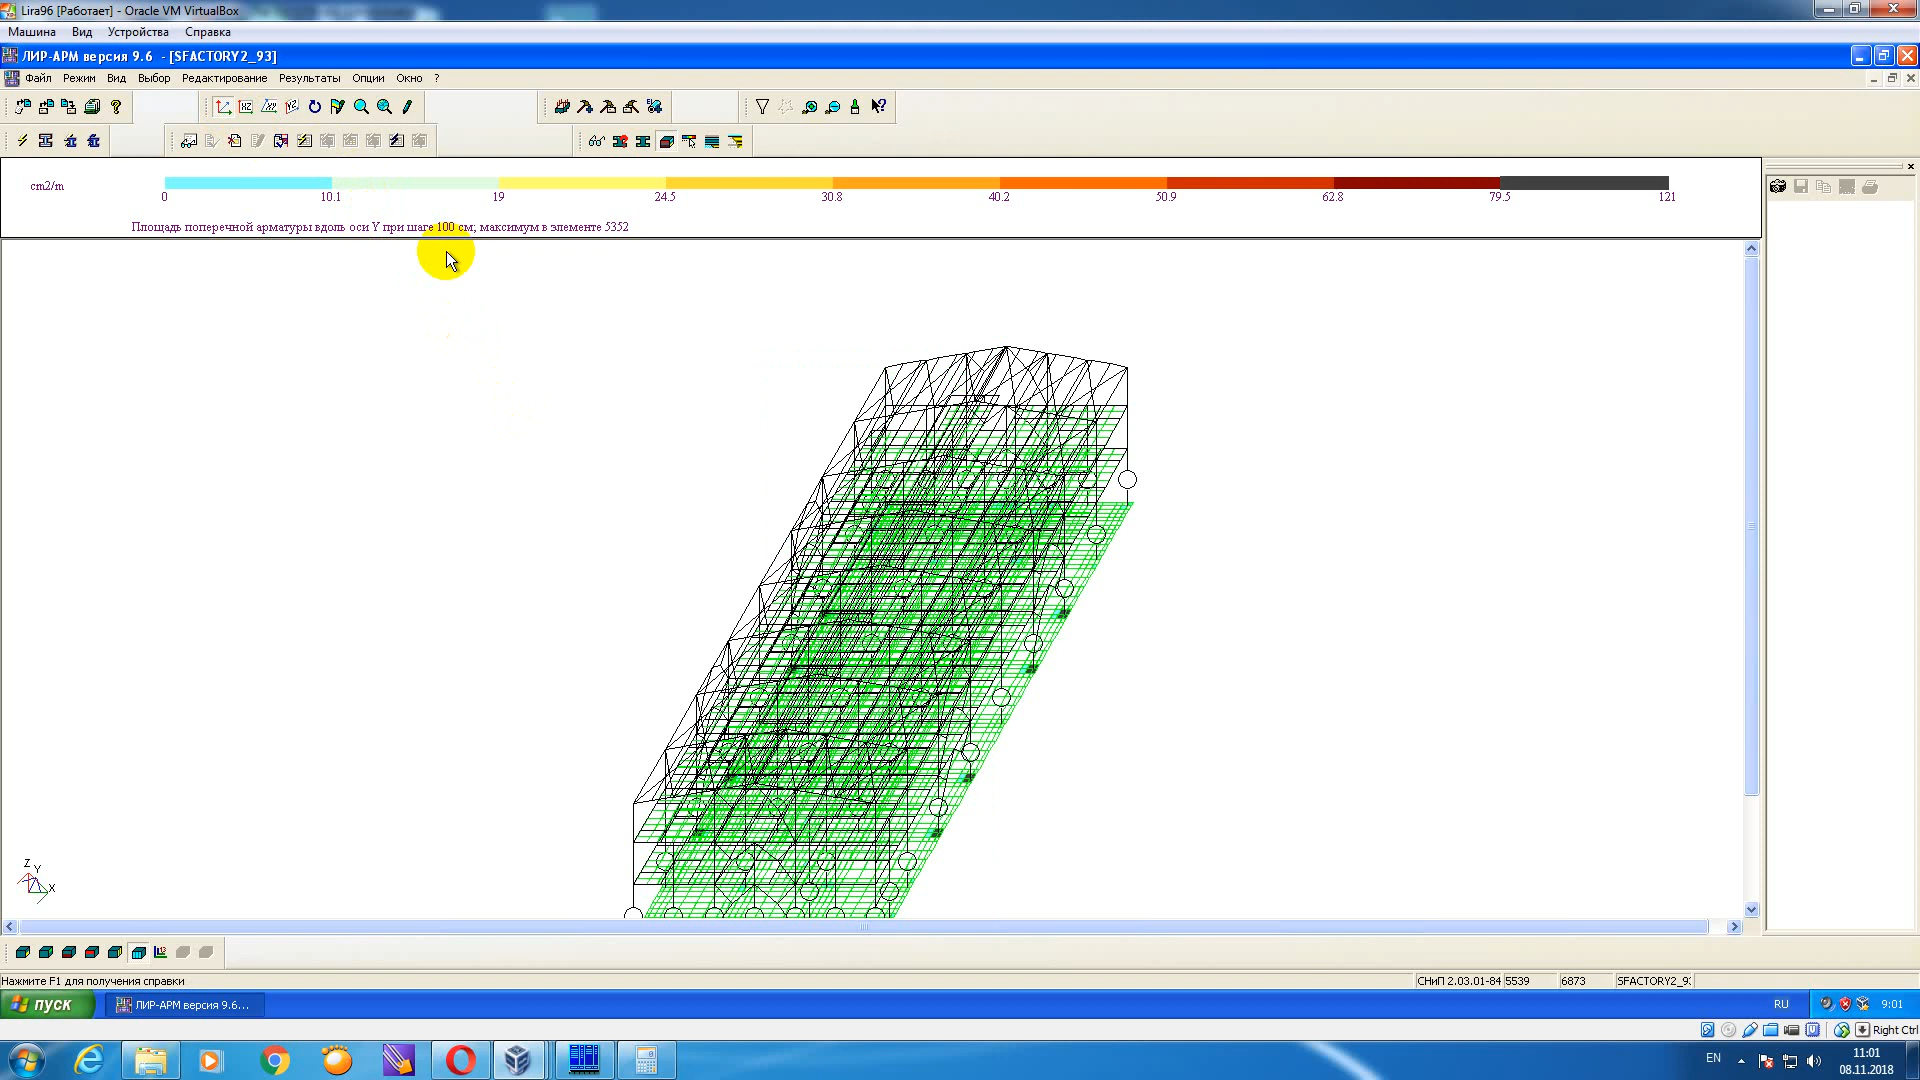 Lira96 [Работает] - Oracle VM VirtualBox
Машина Вид Устройства Справка
ЛИР-АРМ версия 9.6 - [SFACTORY2_93]
Файл Режим Вид Выбор Редактирование Результаты Опции Окно ?
cm2/m
0 10.1 19 24.5 30.8 40.2 50.9 62.8 79.5 121
Площадь поперечной арматуры вдоль оси Y при шаге 100 см; максимум в элементе 5352
Z
Y
X
Нажмите F1 для получения справки
СНиП 2.03.01-84 5539 6873 SFACTORY2_9
пуск
ЛИР-АРМ версия 9.6...
RU
9:01
Right Ctrl
EN
11:01
08.11.2018